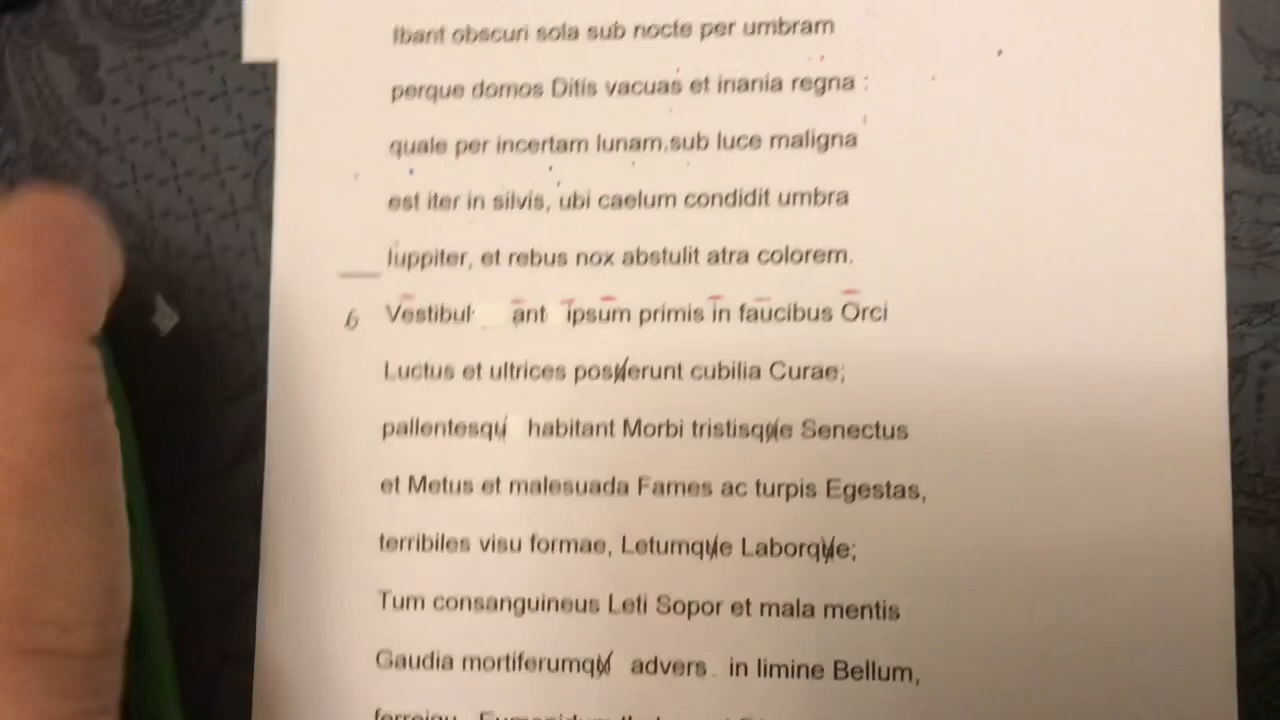 Ibant obscuri sola sub nocte per umbram
perque domos Ditis vacuas et inania regna :
quale per incertam lunam sub luce maligna
est iter in silvis, ubi caelum condidit umbra
Iuppiter, et rebus nox abstulit atra colorem.
6 Vestibul ant ipsum primis in faucibus Orci
Luctus et ultrices posuerunt cubilia Curae;
pallentesqu habitant Morbi tristisque Senectus
et Metus et malesuada Fames ac turpis Egestas,
terribiles visu formae, Letumque Laborque;
Tum consanguineus Leti Sopor et mala mentis
Gaudia mortiferumqu advers in limine Bellum,